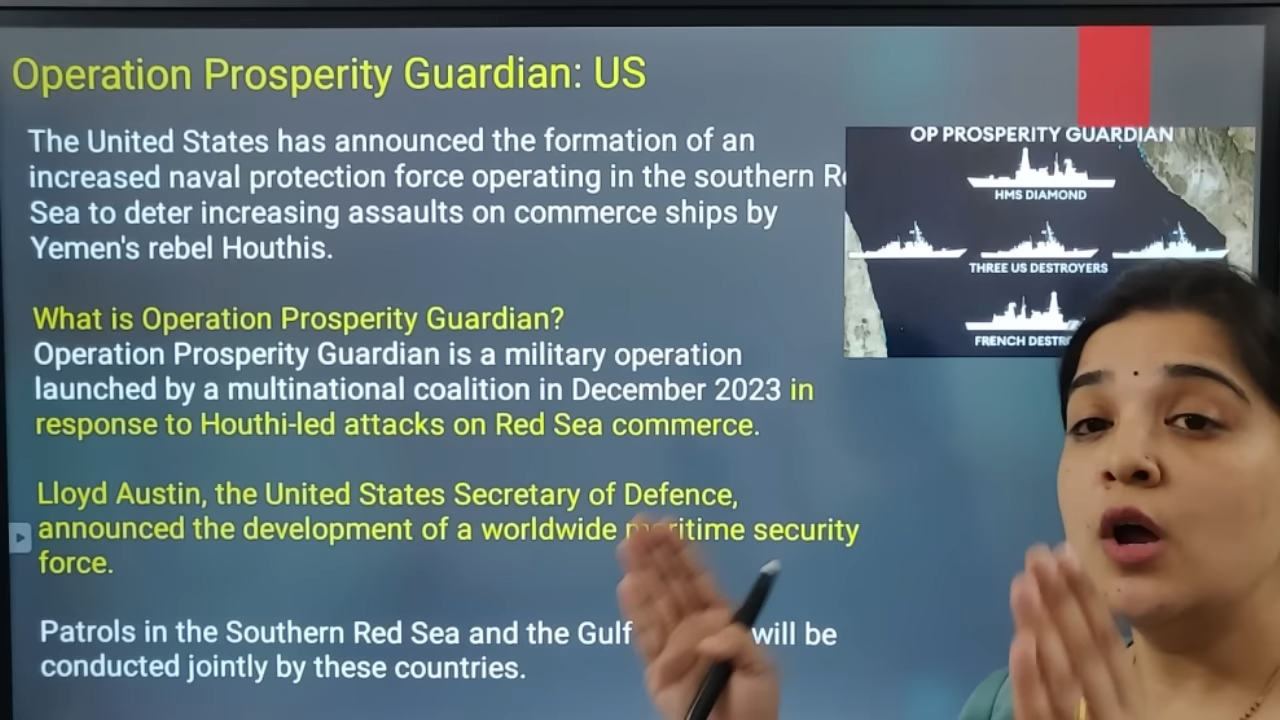 Operation Prosperity Guardian: US
The United States has announced the formation of an
increased naval protection force operating in the southern
Sea to deter increasing assaults on commerce ships by
Yemen's rebel Houthis.
What is Operation Prosperity Guardian?
Operation Prosperity Guardian is a military operation
launched by a multinational coalition in December 2023 in
response to Houthi-led attacks on Red Sea commerce.
Lloyd Austin, the United States Secretary of Defence,
announced the development of a worldwide maritime security
force.
Patrols in the Southern Red Sea and the Gulf will be
conducted jointly by these countries.
OP PROSPERITY GUARDIAN
HMS DIAMOND
THREE US DESTROYERS
FRENCH